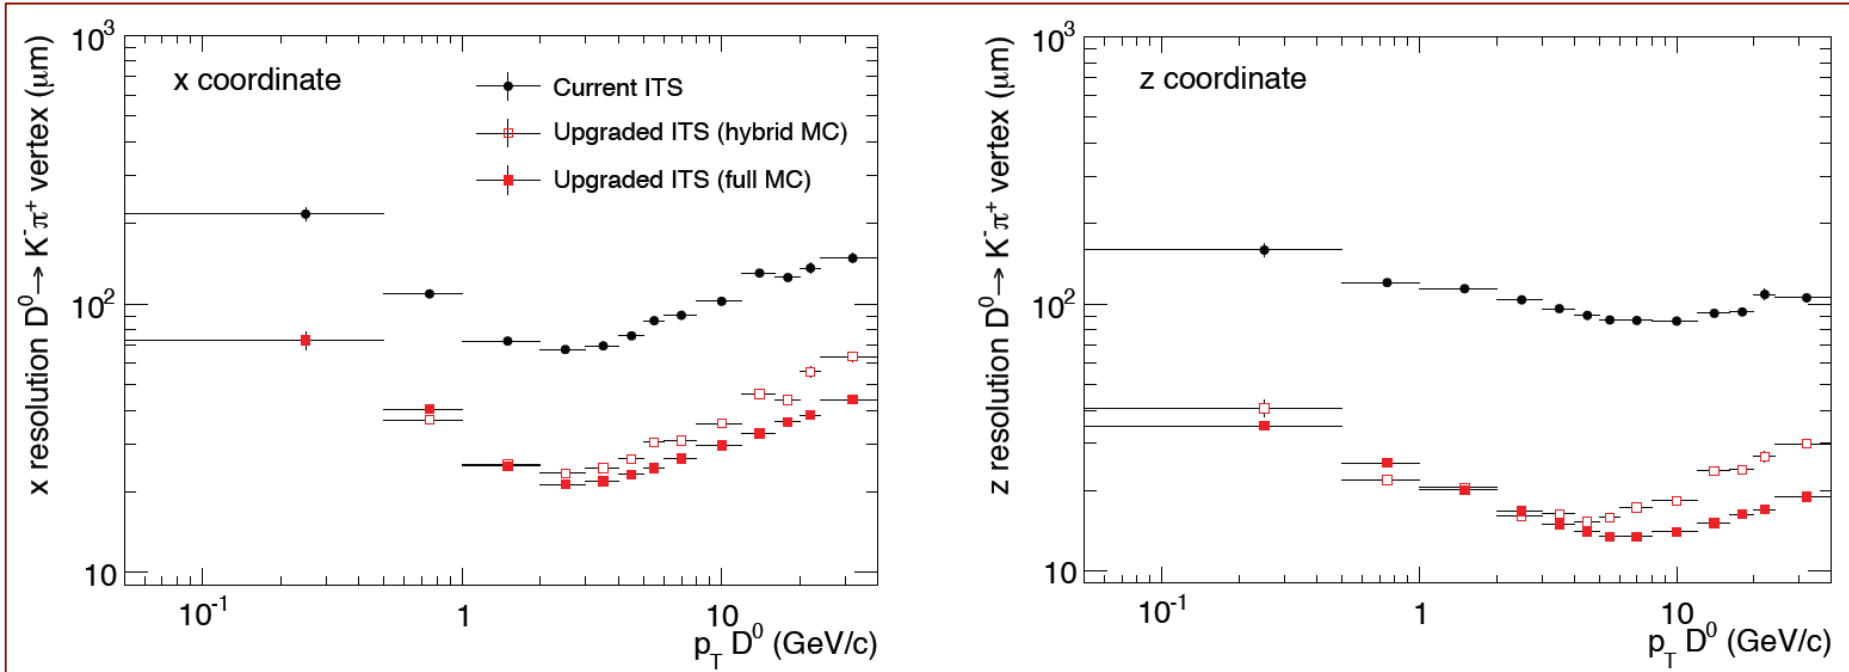 x resolution D⁰→ K⁻π⁺ vertex (μm)
10³
10²
10
x coordinate
Current ITS
Upgraded ITS (hybrid MC)
Upgraded ITS (full MC)
10⁻¹
1
10
p_T D⁰ (GeV/c)
z resolution D⁰→ K⁻π⁺ vertex (μm)
10³
10²
10
z coordinate
10⁻¹
1
10
p_T D⁰ (GeV/c)